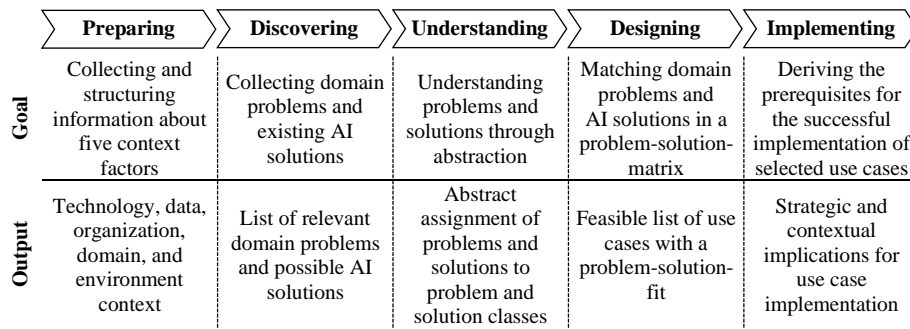 Preparing
Discovering
Understanding
Designing
Implementing
Goal
Collecting and
structuring
information about
five context
factors
Collecting domain
problems and
existing AI
solutions
Understanding
problems and
solutions through
abstraction
Matching domain
problems and
AI solutions in a
problem-solution-
matrix
Deriving the
prerequisites for
the successful
implementation of
selected use cases
Output
Technology, data,
organization,
domain, and
environment
context
List of relevant
domain problems
and possible AI
solutions
Abstract
assignment of
problems and
solutions to
problem and
solution classes
Feasible list of use
cases with a
problem-solution-
fit
Strategic and
contextual
implications for
use case
implementation